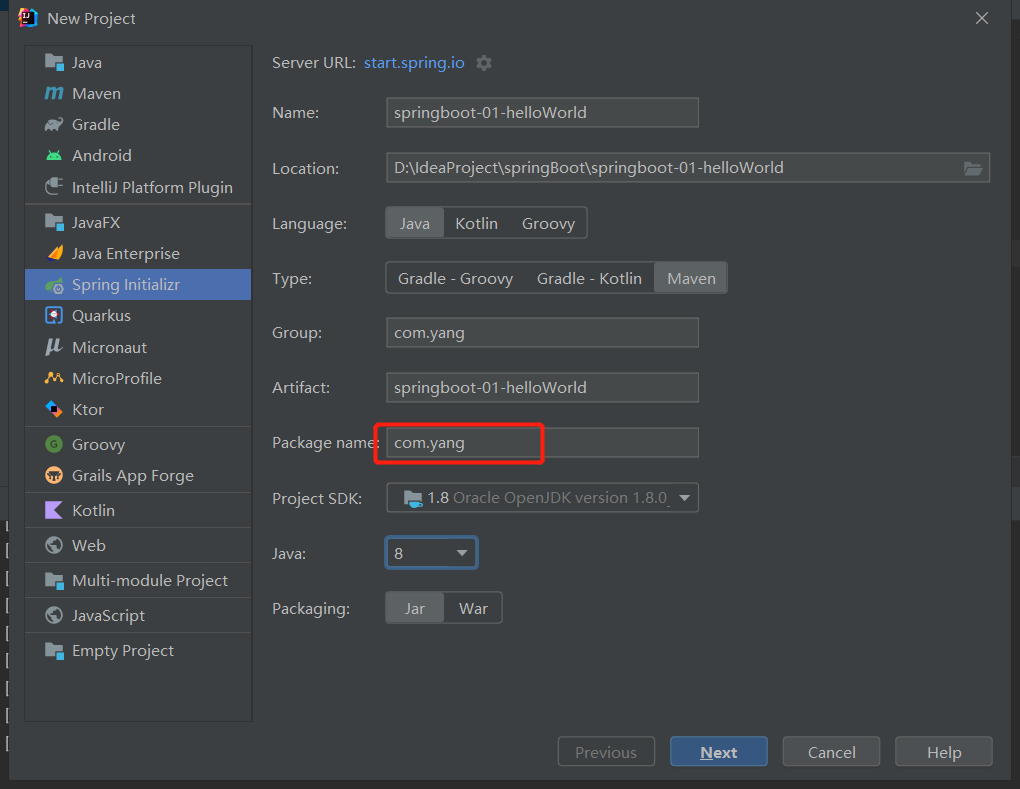 New Project
Java
Maven
Gradle
Android
IntelliJ Platform Plugin
JavaFX
Java Enterprise
Spring Initializr
Quarkus
Micronaut
MicroProfile
Ktor
Groovy
Grails App Forge
Kotlin
Web
Multi-module Project
JavaScript
Empty Project
Server URL: start.spring.io
Name: springboot-01-helloWorld
Location: D:\IdeaProject\springBoot\springboot-01-helloWorld
Language: Java Kotlin Groovy
Type: Gradle - Groovy Gradle - Kotlin Maven
Group: com.yang
Artifact: springboot-01-helloWorld
Package name: com.yang
Project SDK: 1.8 Oracle OpenJDK version 1.8.0_
Java: 8
Packaging: Jar War
Previous Next Cancel Help